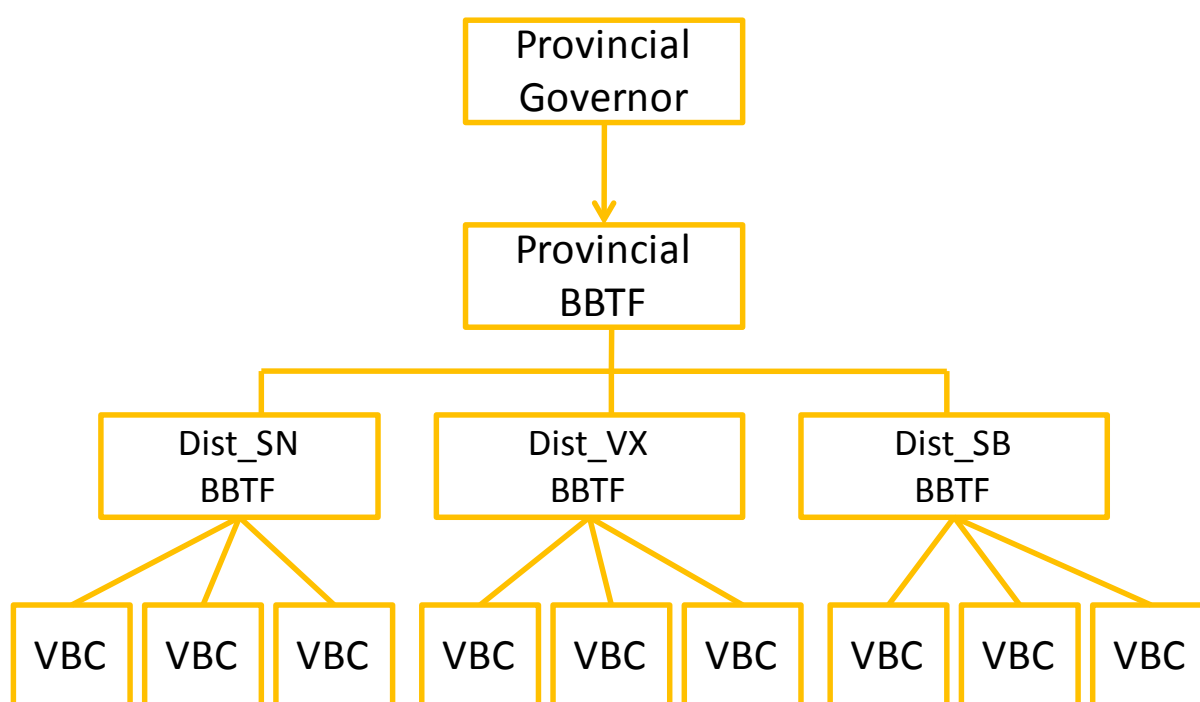 Provincial
Governor
Provincial
BBTF
Dist_SN
BBTF
Dist_VX
BBTF
Dist_SB
BBTF
VBC
VBC
VBC
VBC
VBC
VBC
VBC
VBC
VBC